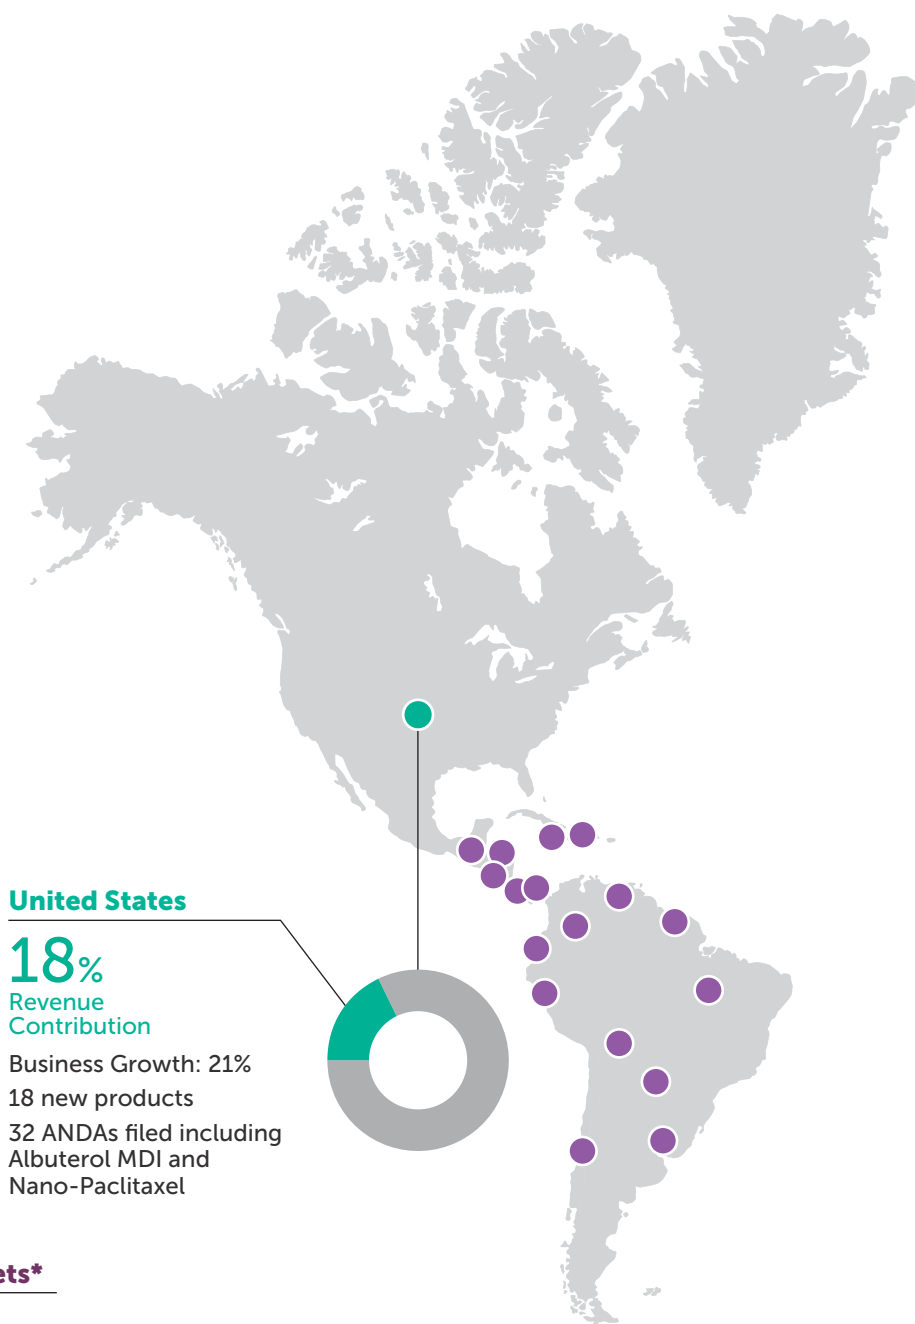 United States
18%
Revenue
Contribution
Business Growth: 21%
18 new products
32 ANDAs filed including
Albuterol MDI and
Nano-Paclitaxel
ets*